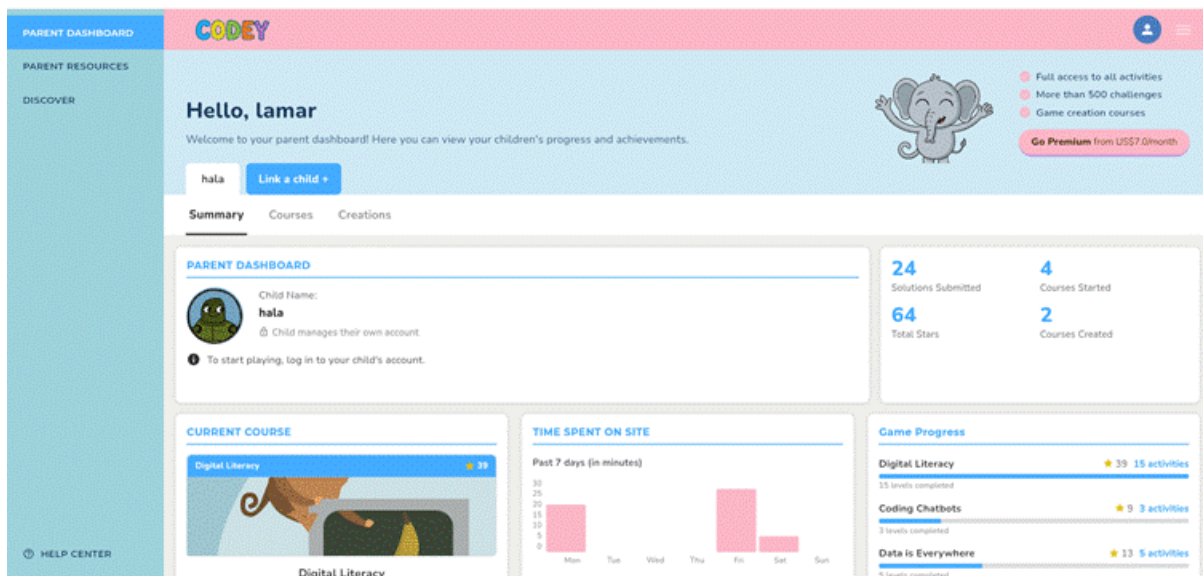 PARENT DASHBOARD
CODEY
PARENT RESOURCES
DISCOVER
Hello, lamar
Welcome to your parent dashboard! Here you can view your children's progress and achievements.
Full access to all activities
More than 500 challenges
Game creation courses
Go Premium from US$7.0/month
hala
Link a child +
Summary Courses Creations
PARENT DASHBOARD
Child Name:
hala
Child manages their own account
To start playing, log in to your child's account.
24
Solutions Submitted
4
Courses Started
64
Total Stars
2
Courses Created
CURRENT COURSE
Digital Literacy 39
Digital Literacy
TIME SPENT ON SITE
Past 7 days (in minutes)
30
25
20
15
10
5
0
Mon Tue Wed Thu Fri Sat Sun
Game Progress
Digital Literacy 39 15 activities
15 levels completed
Coding Chatbots 9 3 activities
3 levels completed
Data is Everywhere 13 5 activities
5 levels completed
HELP CENTER